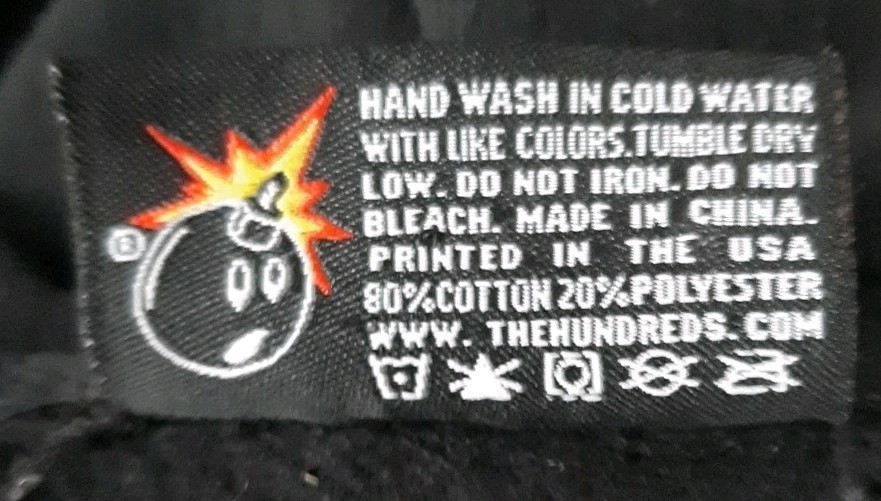 HAND WASH IN COLD WATER
WITH LIKE COLORS.TUMBLE DRY
LOW. DO NOT IRON. DO NOT
BLEACH. MADE IN CHINA.
PRINTED IN THE USA
80%COTTON 20%POLYESTER
WWW. THEHUNDREDS. COM
®